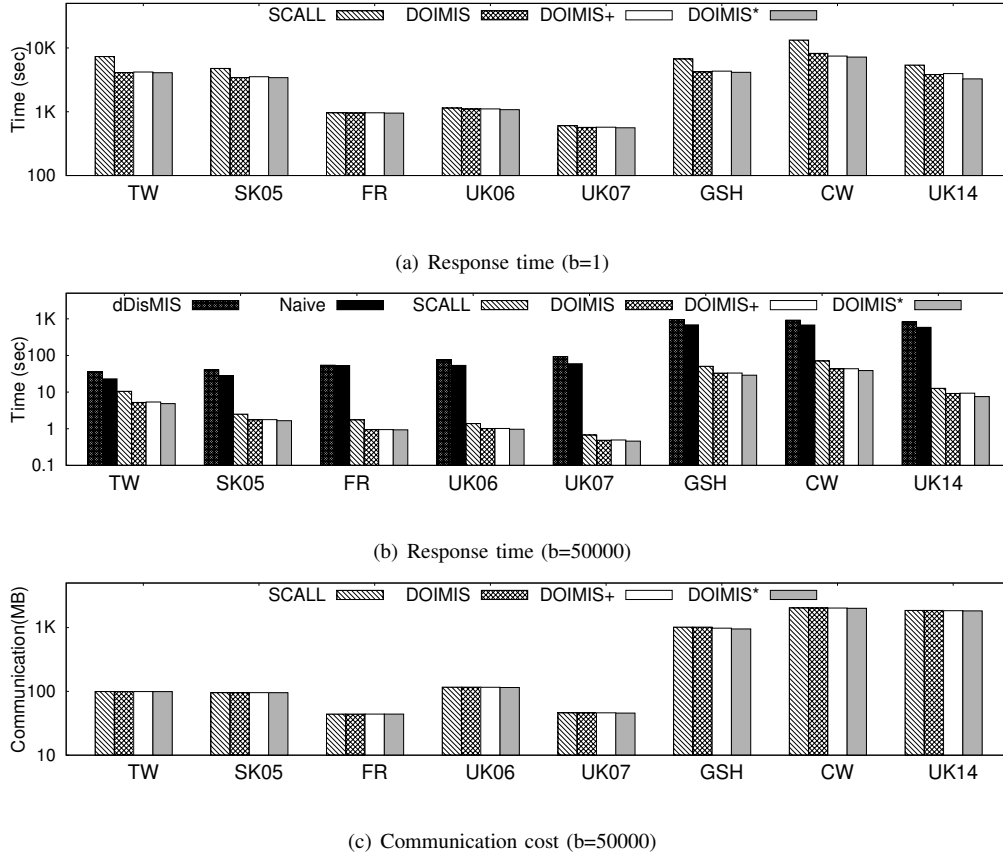 SCALL DOIMIS DOIMIS+ DOIMIS*
Time (sec)
10K
1K
100
TW SK05 FR UK06 UK07 GSH CW UK14
(a) Response time (b=1)
dDisMIS Naive SCALL DOIMIS DOIMIS+ DOIMIS*
Time (sec)
1K
100
10
1
0.1
TW SK05 FR UK06 UK07 GSH CW UK14
(b) Response time (b=50000)
SCALL DOIMIS DOIMIS+ DOIMIS*
Communication(MB)
1K
100
10
TW SK05 FR UK06 UK07 GSH CW UK14
(c) Communication cost (b=50000)